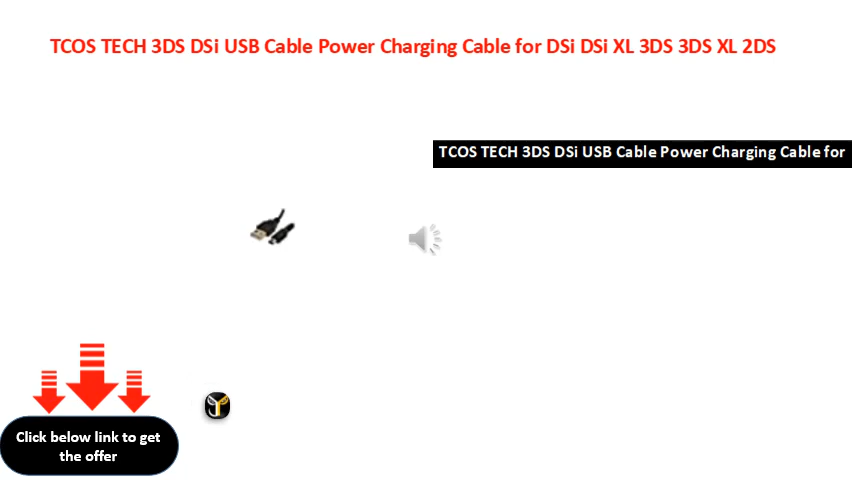 TCOS TECH 3DS DSi USB Cable Power Charging Cable for DSi DSi XL 3DS 3DS XL 2DS
TCOS TECH 3DS DSi USB Cable Power Charging Cable for
Click below link to get
the offer